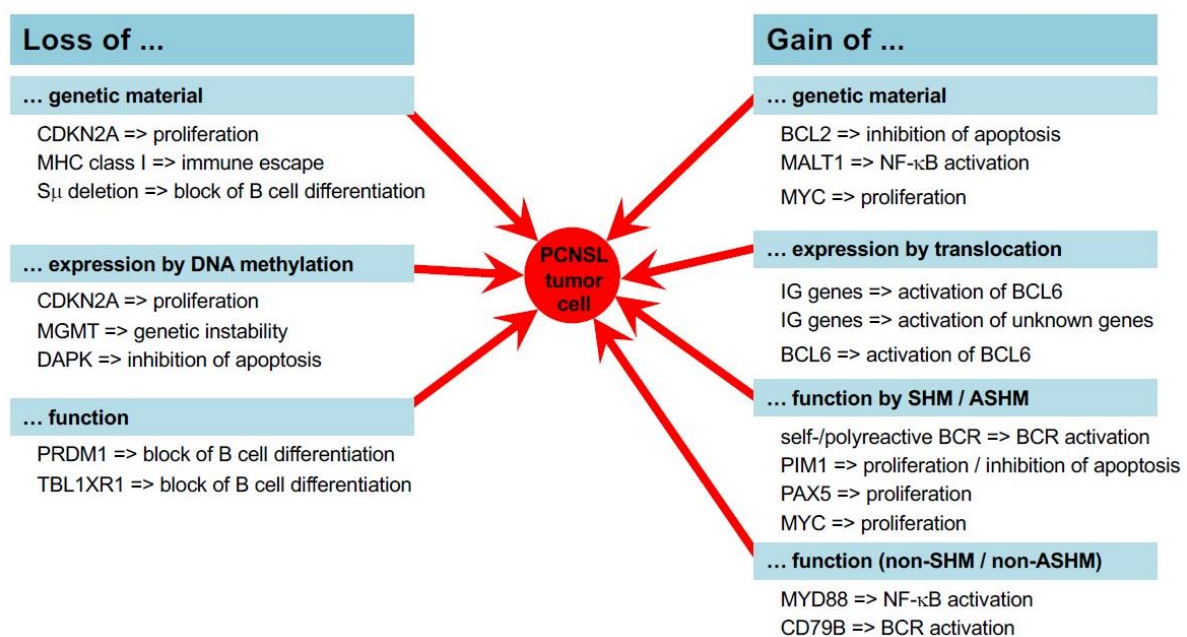 Loss of ...
... genetic material
CDKN2A => proliferation
MHC class I => immune escape
Sμ deletion => block of B cell differentiation
... expression by DNA methylation
CDKN2A => proliferation
MGMT => genetic instability
DAPK => inhibition of apoptosis
... function
PRDM1 => block of B cell differentiation
TBL1XR1 => block of B cell differentiation
PCNSL
tumor
cell
Gain of ...
... genetic material
BCL2 => inhibition of apoptosis
MALT1 => NF-κB activation
MYC => proliferation
... expression by translocation
IG genes => activation of BCL6
IG genes => activation of unknown genes
BCL6 => activation of BCL6
... function by SHM / ASHM
self-/polyreactive BCR => BCR activation
PIM1 => proliferation / inhibition of apoptosis
PAX5 => proliferation
MYC => proliferation
... function (non-SHM / non-ASHM)
MYD88 => NF-κB activation
CD79B => BCR activation